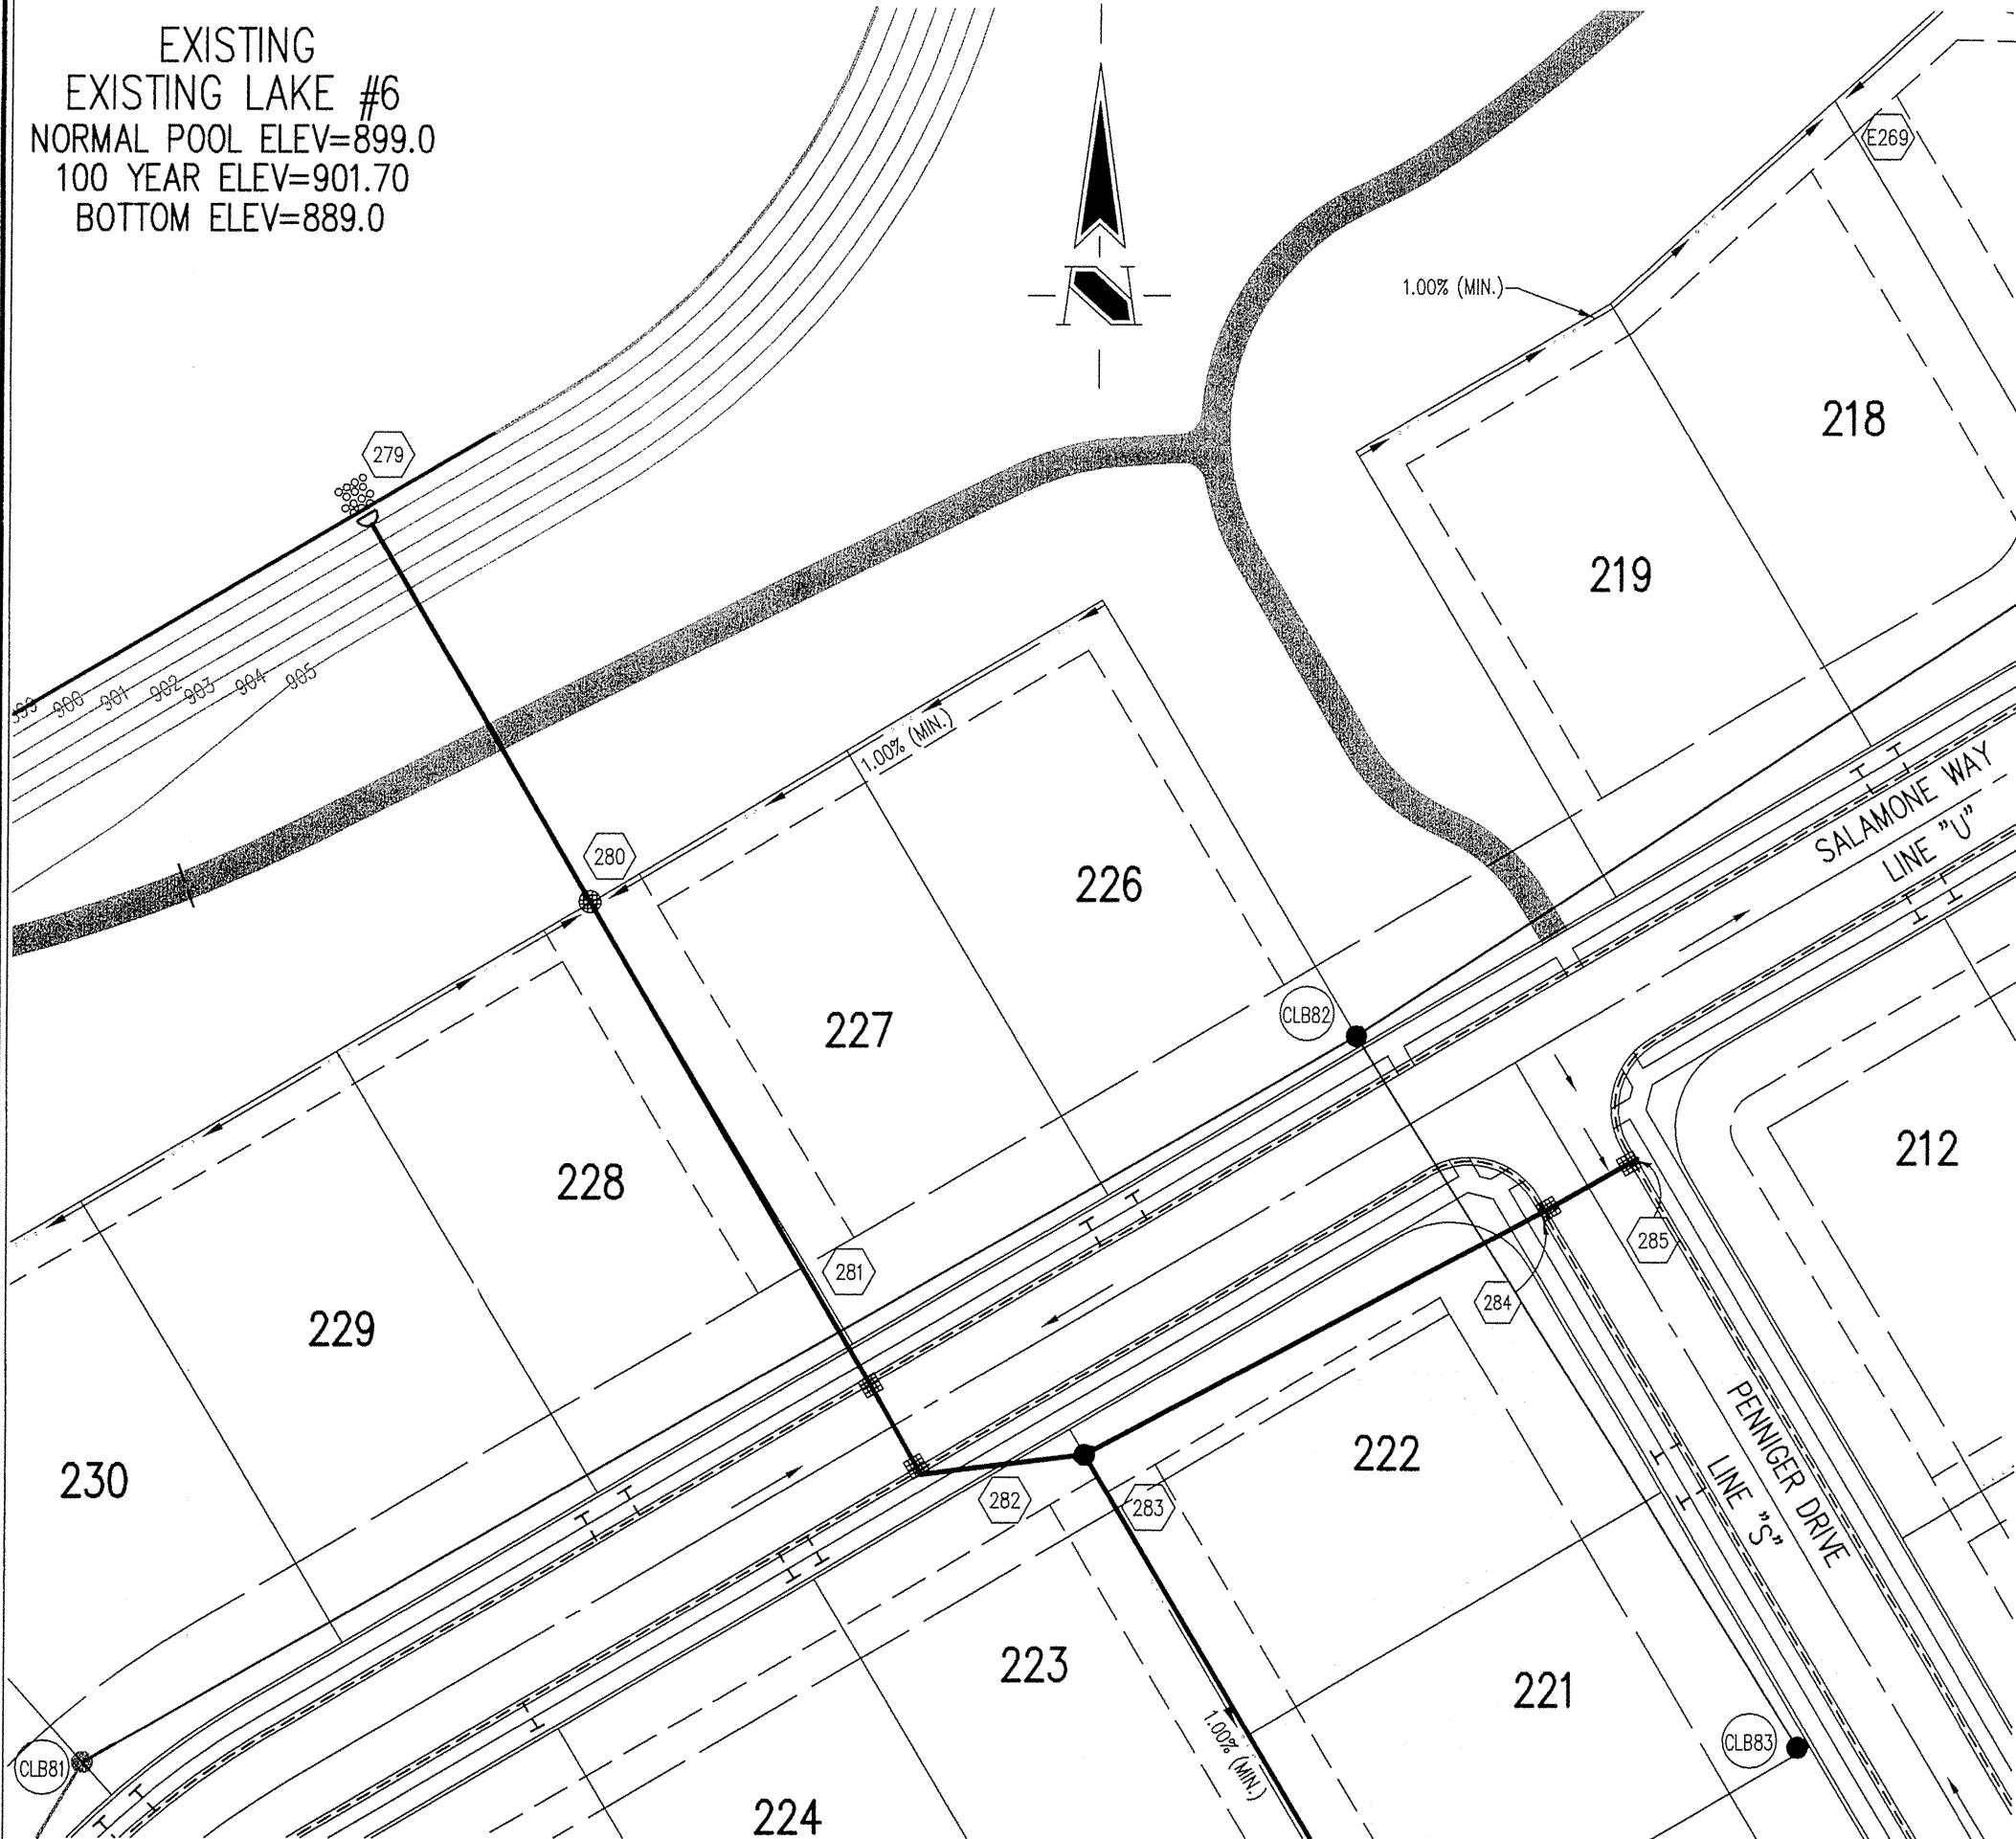 EXISTING
EXISTING LAKE #6
NORMAL POOL ELEV=899.0
100 YEAR ELEV=901.70
BOTTOM ELEV=889.0
N
E269
1.00% (MIN.)
218
279
219
900
901
902
903
904
905
1.00% (MIN.)
SALAMONE WAY
LINE "U"
280
226
CLB82
227
212
228
285
281
284
229
222
PENNIGER DRIVE
LINE "S"
230
282
283
223
221
1.00% (MIN.)
CLB83
CLB81
224